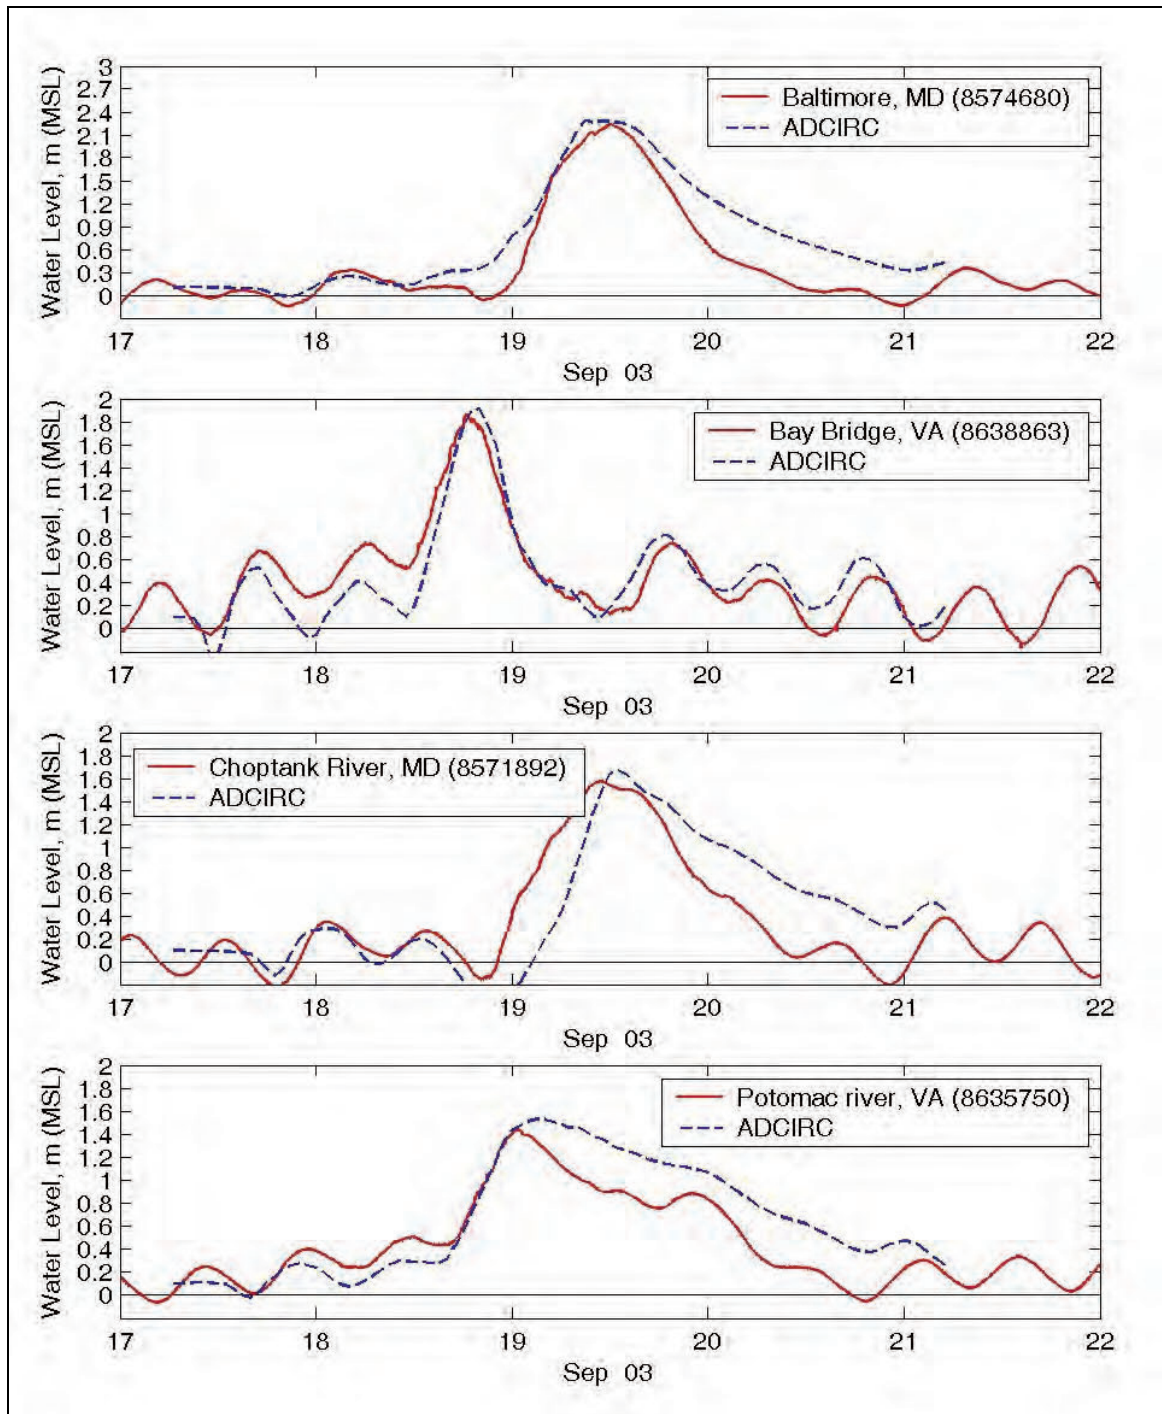 3
2.7
2.4
2.1
1.8
1.5
1.2
0.9
0.6
0.3
0
Water Level, m (MSL)
Baltimore, MD (8574680)
ADCIRC
17 18 19 20 21 22
Sep 03
2
1.8
1.6
1.4
1.2
1
0.8
0.6
0.4
0.2
0
Water Level, m (MSL)
Bay Bridge, VA (8638863)
ADCIRC
17 18 19 20 21 22
Sep 03
2
1.8
1.6
1.4
1.2
1
0.8
0.6
0.4
0.2
0
Water Level, m (MSL)
Choptank River, MD (8571892)
ADCIRC
17 18 19 20 21 22
Sep 03
2
1.8
1.6
1.4
1.2
1
0.8
0.6
0.4
0.2
0
Water Level, m (MSL)
Potomac river, VA (8635750)
ADCIRC
17 18 19 20 21 22
Sep 03